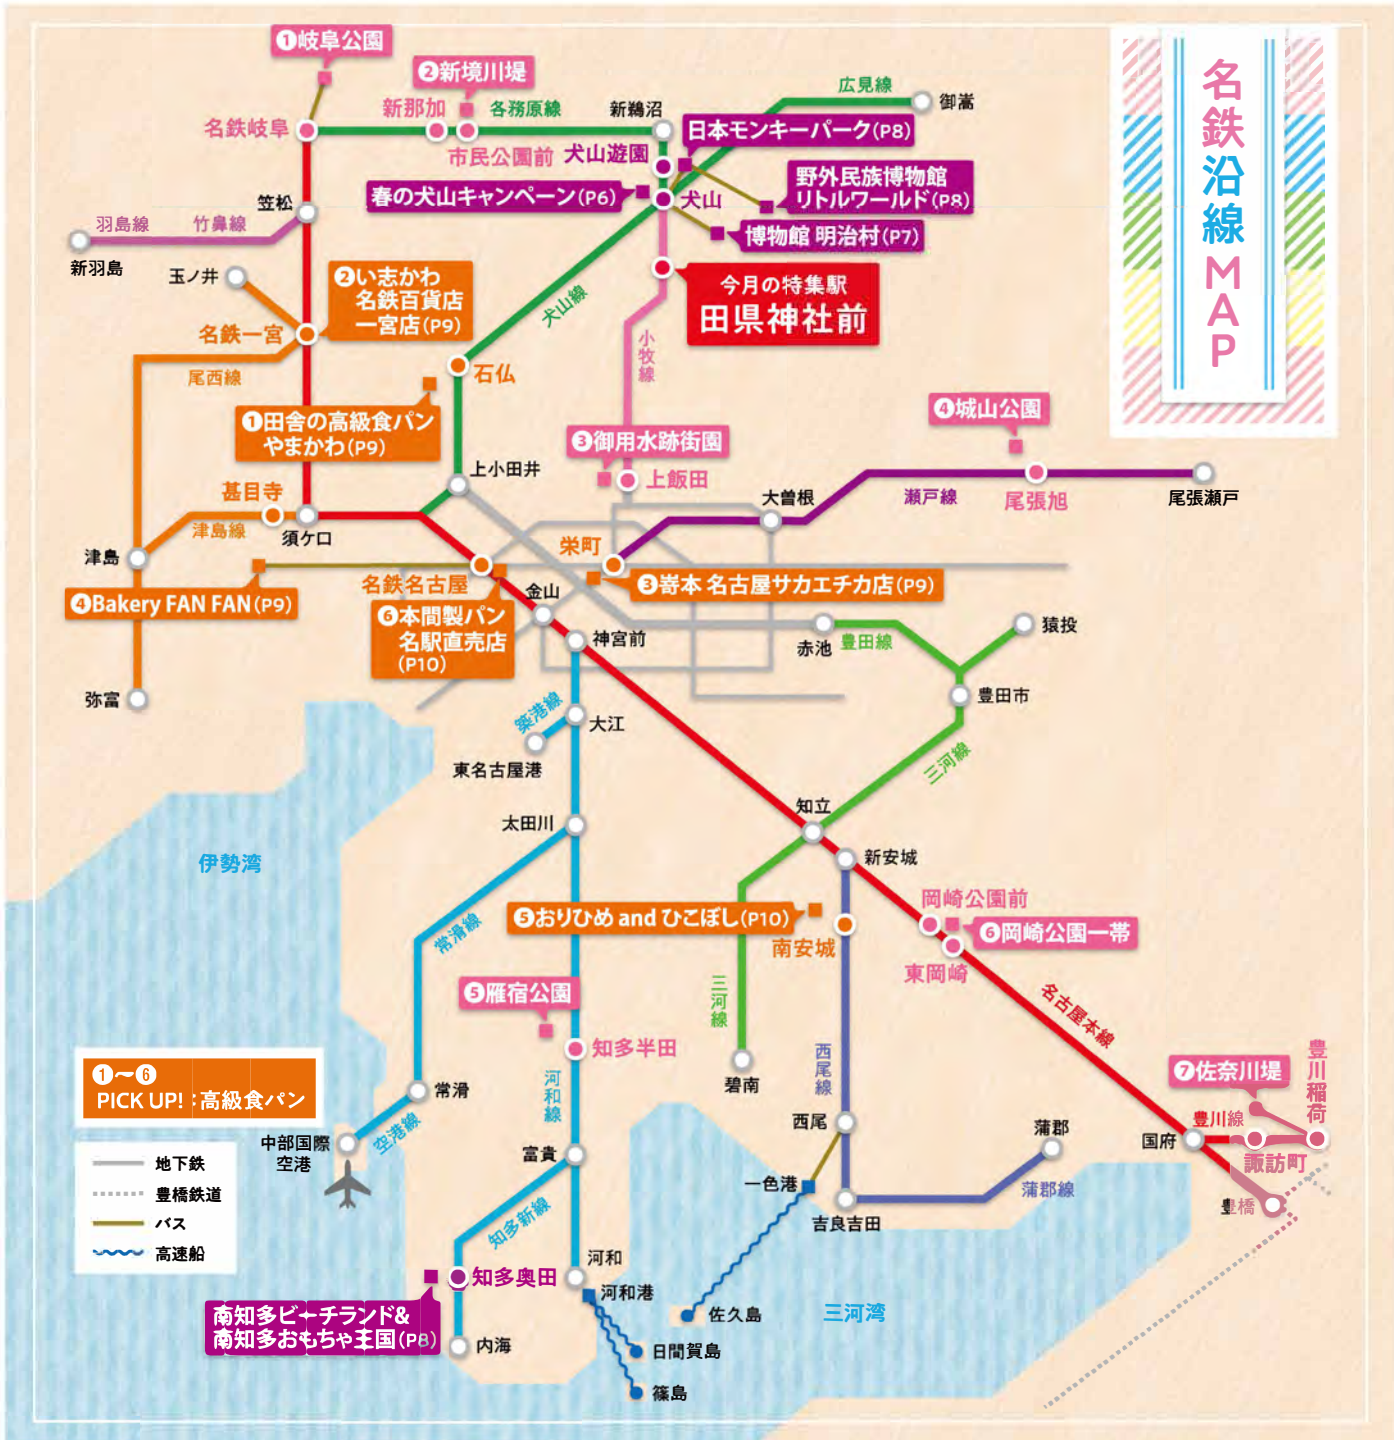 名鉄沿線MAP
❶岐阜公園
❷新境川堤
新那加
各務原線
新鵜沼
広見線
御嵩
名鉄岐阜
市民公園前
犬山遊園
日本モンキーパーク(P8)
春の犬山キャンペーン(P6)
犬山
野外民族博物館
リトルワールド(P8)
博物館 明治村(P7)
笠松
羽島線
竹鼻線
新羽島
玉ノ井
❷い志かわ
名鉄百貨店
一宮店(P9)
今月の特集駅
田県神社前
名鉄一宮
犬山線
小牧線
尾西線
石仏
❶田舎の高級食パン
やまかわ(P9)
❸御用水跡街園
❹城山公園
上小田井
上飯田
大曽根
瀬戸線
尾張旭
尾張瀬戸
甚目寺
津島線
須ケ口
津島
栄町
名鉄名古屋
金山
❸嵜本 名古屋サカエチカ店(P9)
❹Bakery FAN FAN(P9)
❻本間製パン
名駅直売店
(P10)
神宮前
赤池
豊田線
猿投
豊田市
弥富
築港線
大江
東名古屋港
三河線
知立
太田川
新安城
伊勢湾
常滑線
❺おりひめ and ひこぼし(P10)
南安城
岡崎公園前
❻岡崎公園一帯
東岡崎
❺雁宿公園
三河線
名古屋本線
知多半田
河和線
西尾線
碧南
❼佐奈川堤
豊川稲荷
豊川線
国府
諏訪町
豊橋
❶〜❻
PICK UP!:高級食パン
常滑
空港線
中部国際
空港
地下鉄
豊橋鉄道
バス
高速船
富貴
西尾
蒲郡
一色港
蒲郡線
吉良吉田
知多新線
知多奥田
河和
河和港
南知多ビーチランド&
南知多おもちゃ王国(P8)
内海
佐久島
三河湾
日間賀島
篠島